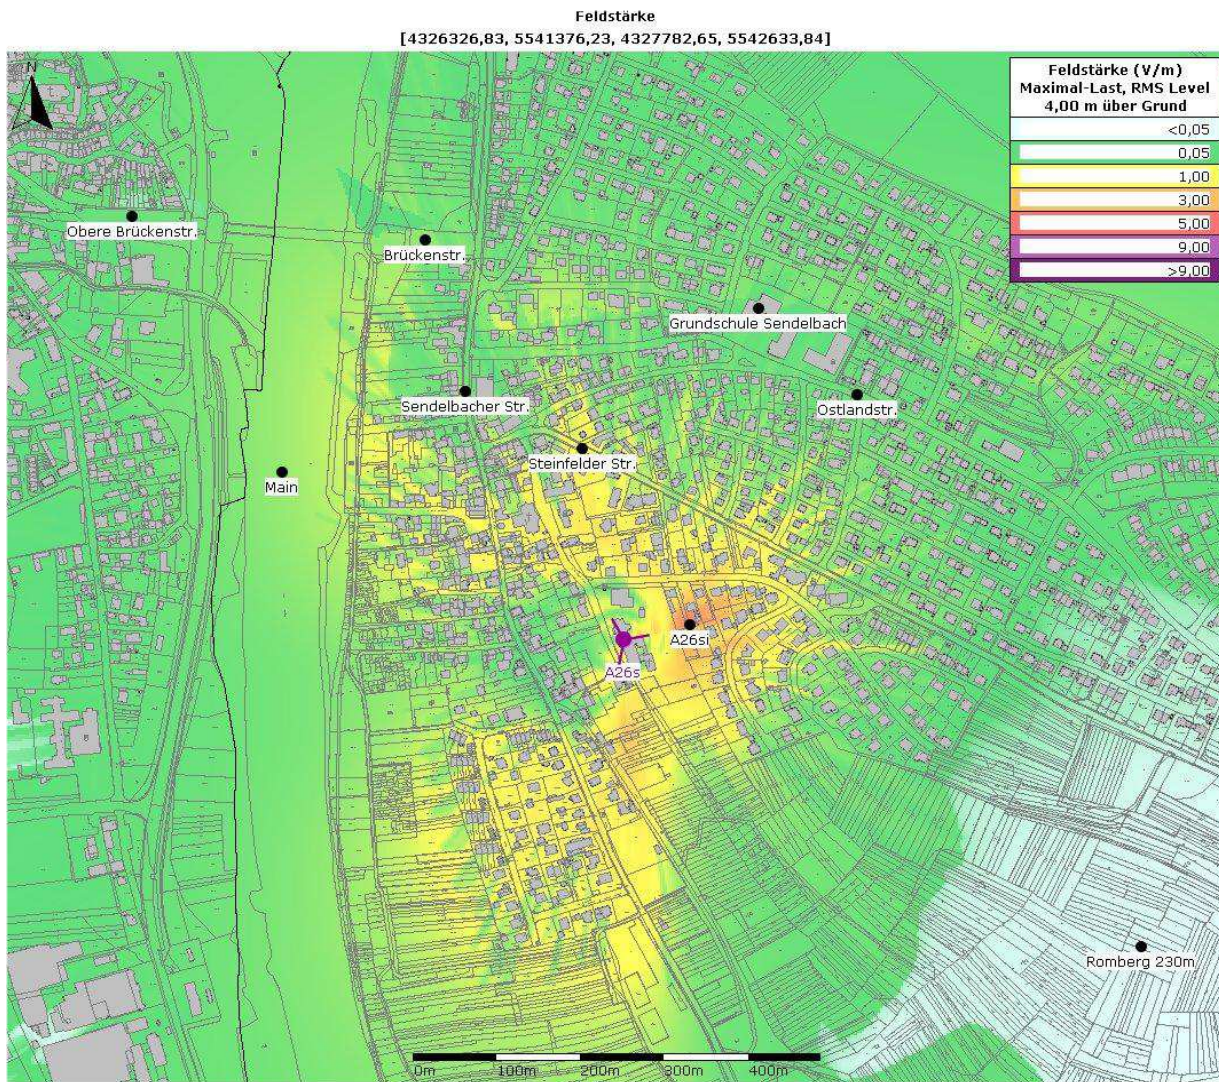 Feldstärke
[4326326,83, 5541376,23, 4327782,65, 5542633,84]
N
Feldstärke (V/m)
Maximal-Last, RMS Level
4,00 m über Grund
<0,05
0,05
1,00
3,00
5,00
9,00
>9,00
Obere Brückenstr.
Brückenstr.
Grundschule Sendelbach
Sendelbacher Str.
Ostlandstr.
Steinfelder Str.
Main
A26si
A26s
Romberg 230m
0m 100m 200m 300m 400m